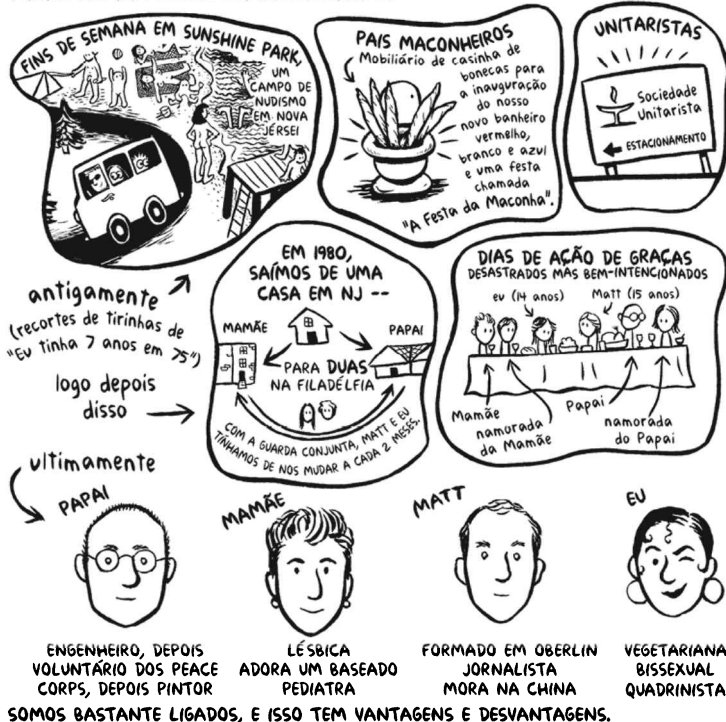 FINS DE SEMANA EM SUNSHINE PARK,
UM
CAMPO DE
NUDISMO
EM NOVA
JÉRSEI
PAIS MACONHEIROS
Mobiliário de casinha de
bonecas para
a inauguração
do nosso
novo banheiro
vermelho,
branco e azul
e uma festa
chamada
"A Festa da Maconha".
UNITARISTAS
Sociedade
Unitarista
ESTACIONAMENTO
antigamente
(recortes de tirinhas de
"Eu tinha 7 anos em 75")
logo depois
disso
EM 1980,
SAÍMOS DE UMA
CASA EM NJ --
MAMÃE
PAPAI
PARA DUAS
NA FILADÉLFIA
COM A GUARDA CONJUNTA, MATT E EU
TÍNHAMOS DE NOS MUDAR A CADA 2 MESES.
DIAS DE AÇÃO DE GRAÇAS
DESASTRADOS MAS BEM-INTENCIONADOS
eu (14 anos)
Matt (15 anos)
Mamãe
namorada
da Mamãe
Papai
namorada
do Papai
ultimamente
PAPAI
MAMÃE
MATT
EU
ENGENHEIRO, DEPOIS
VOLUNTÁRIO DOS PEACE
CORPS, DEPOIS PINTOR
LÉSBICA
ADORA UM BASEADO
PEDIATRA
FORMADO EM OBERLIN
JORNALISTA
MORA NA CHINA
VEGETARIANA
BISSEXUAL
QUADRINISTA
SOMOS BASTANTE LIGADOS, E ISSO TEM VANTAGENS E DESVANTAGENS.